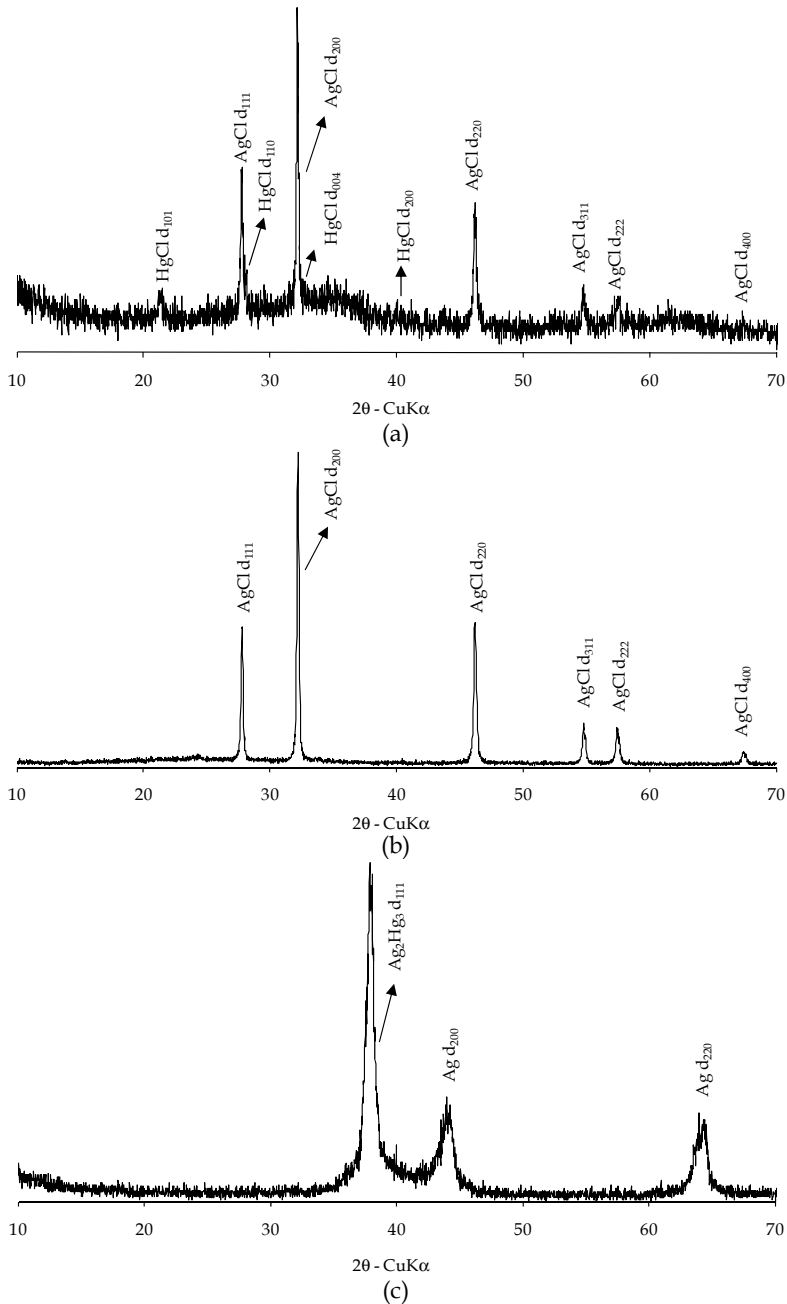 AgCl d₂₀₀
AgCl d₁₁₁
HgCl d₁₁₀
HgCl d₁₀₁
HgCl d₀₀₄
HgCl d₂₀₀
AgCl d₂₂₀
AgCl d₃₁₁
AgCl d₂₂₂
AgCl d₄₀₀
10 20 30 40 50 60 70
2θ - CuKα
(a)
AgCl d₂₀₀
AgCl d₁₁₁
AgCl d₂₂₀
AgCl d₃₁₁
AgCl d₂₂₂
AgCl d₄₀₀
10 20 30 40 50 60 70
2θ - CuKα
(b)
Ag₂Hg₃ d₁₁₁
Ag d₂₀₀
Ag d₂₂₀
10 20 30 40 50 60 70
2θ - CuKα
(c)